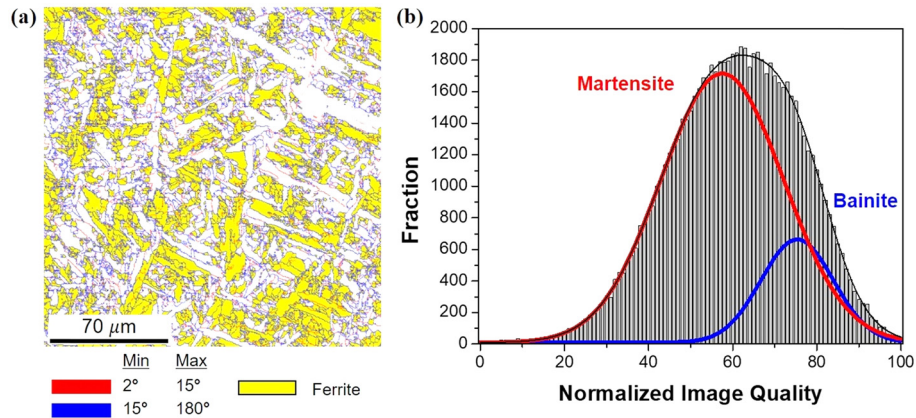 (a)
70 μm
Min Max
2° 15°
15° 180°
Ferrite
(b)
2000
1800
1600
1400
1200
1000
800
600
400
200
0
Fraction
Martensite
Bainite
0 20 40 60 80 100
Normalized Image Quality